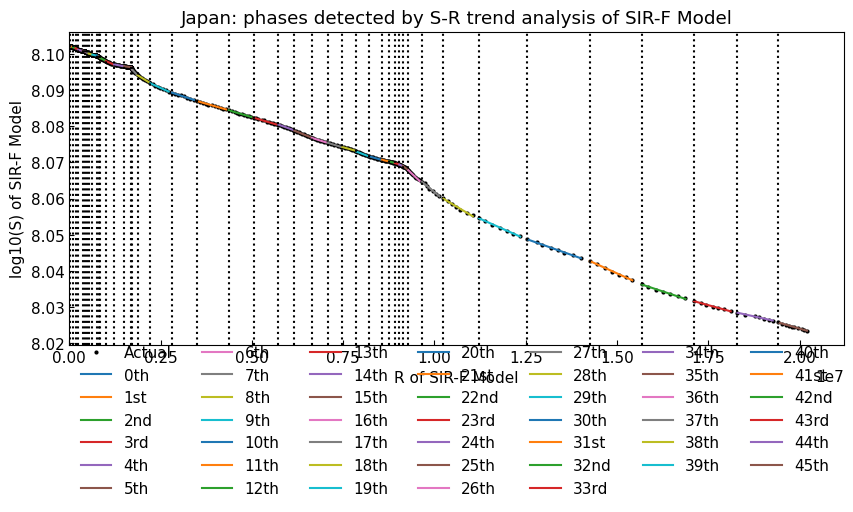 Japan: phases detected by S-R trend analysis of SIR-F Model
log10(S) of SIR-F Model
8.10
8.09
8.08
8.07
8.06
8.05
8.04
8.03
8.02
0.00 0.25 0.50 0.75 1.00 1.25 1.50 1.75 2.00
R of SIR-F Model
1e7
Actual 6th 13th 20th 27th 34th 40th
0th 7th 14th 21st 28th 35th 41st
1st 8th 15th 22nd 29th 36th 42nd
2nd 9th 16th 23rd 30th 37th 43rd
3rd 10th 17th 24th 31st 38th 44th
4th 11th 18th 25th 32nd 39th 45th
5th 12th 19th 26th 33rd